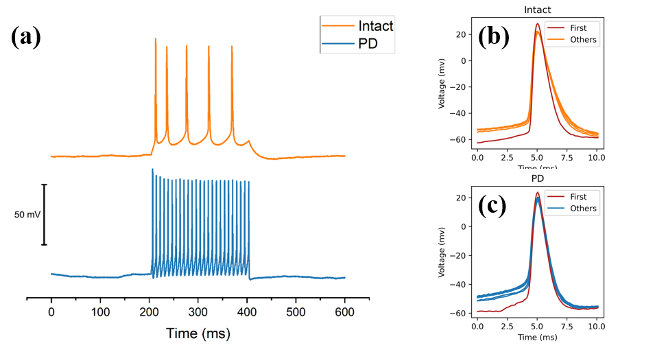 (a)
Intact
PD
50 mV
0 100 200 300 400 500 600
Time (ms)
Intact
(b)
First
Others
Voltage (mv)
20
0
−20
−40
−60
0.0 2.5 5.0 7.5 10.0
Time (ms)
PD
(c)
First
Others
Voltage (mv)
20
0
−20
−40
−60
0.0 2.5 5.0 7.5 10.0
Time (ms)